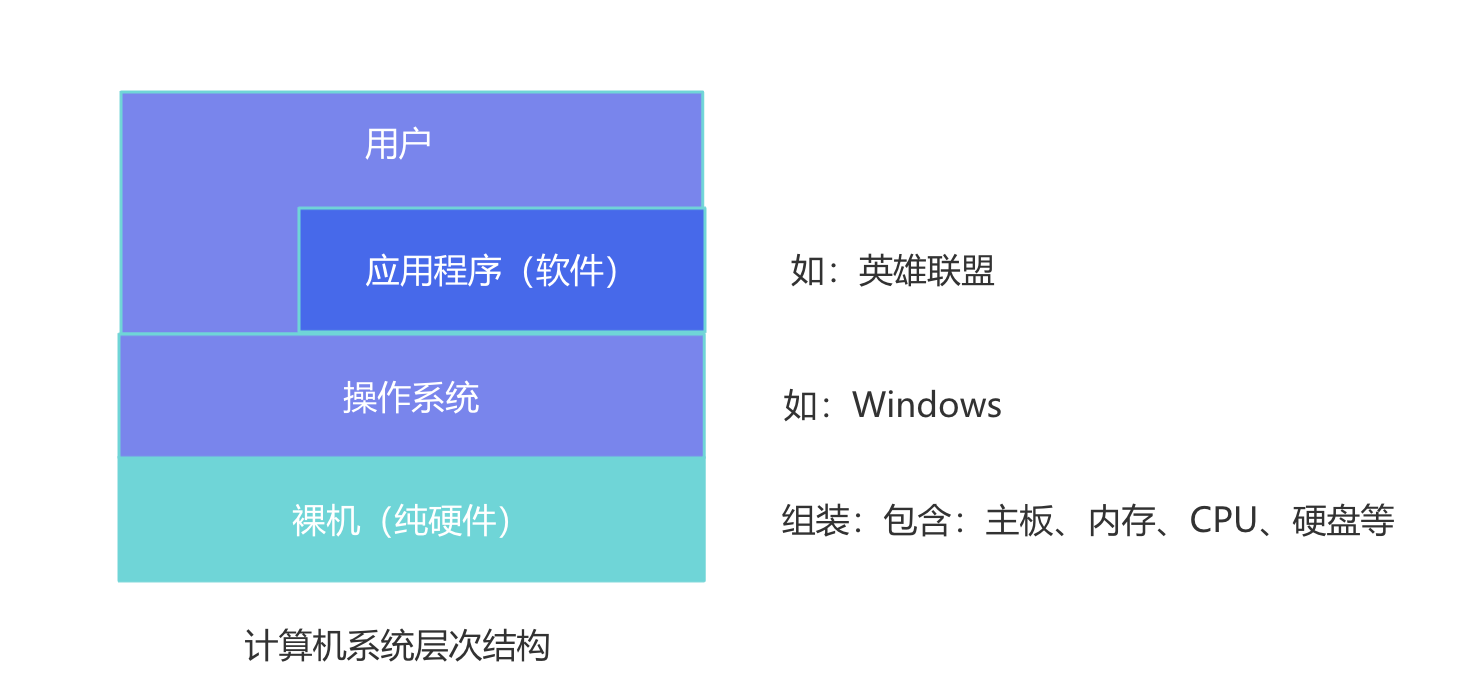 用户
应用程序（软件）
如：英雄联盟
操作系统
如：Windows
裸机（纯硬件）
组装：包含：主板、内存、CPU、硬盘等
计算机系统层次结构